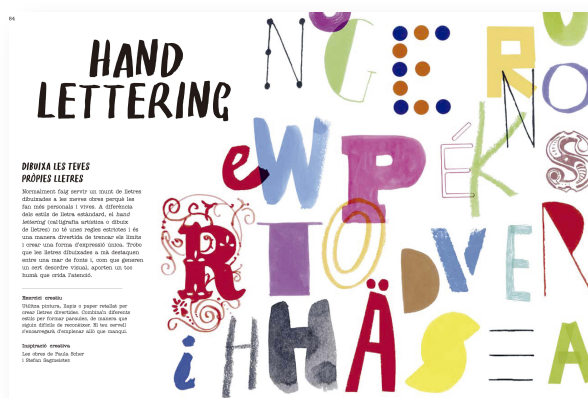 64
HAND
LETTERING
DIBUIXA LES TEVES
PRÒPIES LLETRES
Normalment faig servir un munt de lletres
dibuixades a les meves obres perquè les
fan més personals i vives. A diferència
dels estils de lletra estàndard, el hand
lettering (cal·ligrafia artística o dibuix
de lletres) no té unes regles estrictes i és
una manera divertida de trencar els límits
i crear una forma d'expressió única. Trobo
que les lletres dibuixades a mà destaquen
entre una mar de fonts i, com que generen
un cert desordre visual, aporten un toc
humà que crida l'atenció.
Exercici creatiu
Utilitza pintura, llapis o paper retallat per
crear lletres divertides. Combina'n diferents
estils per formar paraules, de manera que
siguin difícils de reconèixer. El teu cervell
s'encarregarà d'emplenar allò que manqui.
Inspiració creativa
Les obres de Paula Scher
i Stefan Sagmeister
N G E R N O
e W P É K S
R T O D V E R
i H H Ä S E A